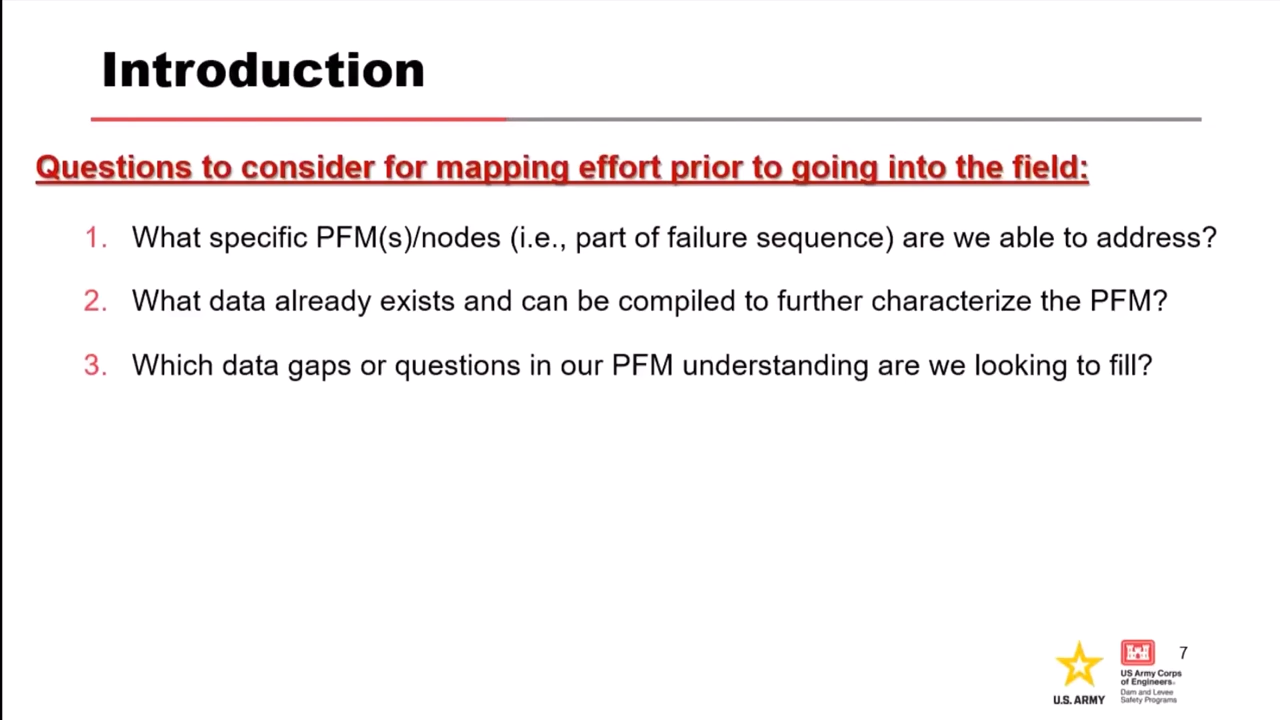 Introduction
Questions to consider for mapping effort prior to going into the field:
1. What specific PFM(s)/nodes (i.e., part of failure sequence) are we able to address?
2. What data already exists and can be compiled to further characterize the PFM?
3. Which data gaps or questions in our PFM understanding are we looking to fill?
7
U.S. ARMY
US Army Corps
of Engineers®
Dam and Levee
Safety Programs